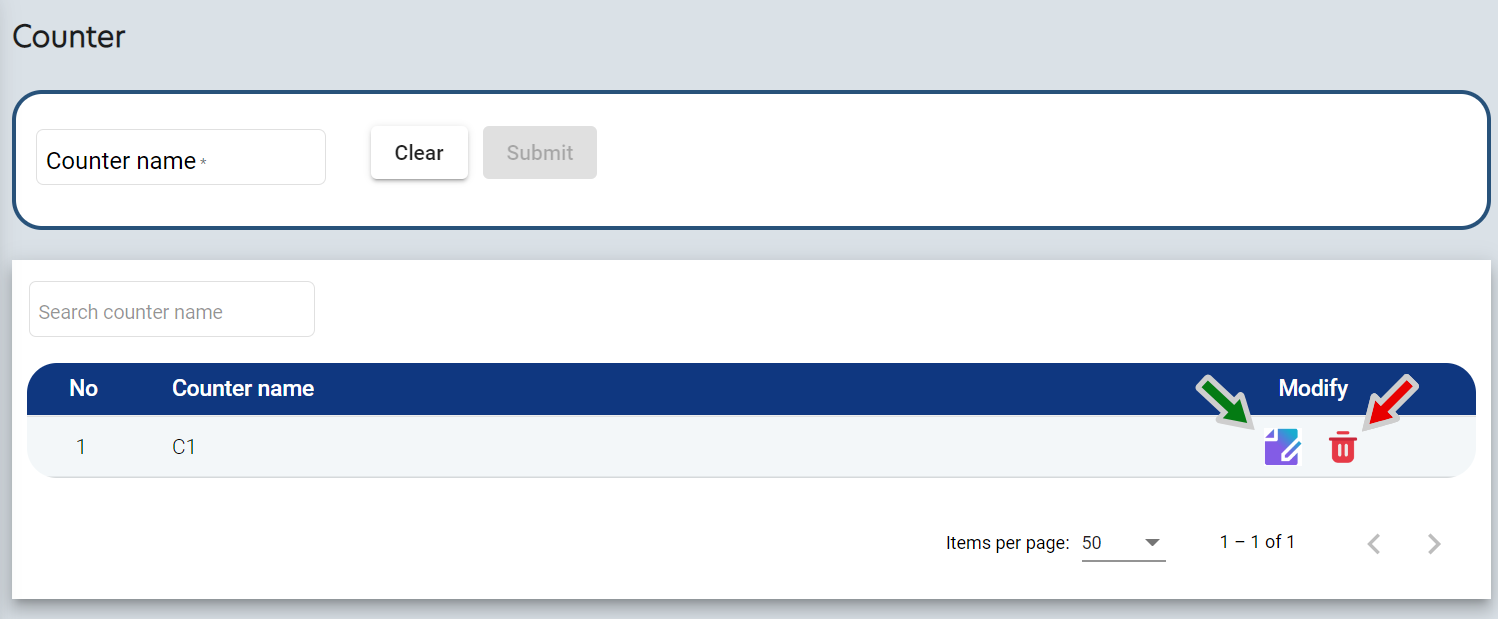 Counter
Counter name *
Clear
Submit
Search counter name
No Counter name Modify
1 C1
Items per page: 50 1 – 1 of 1